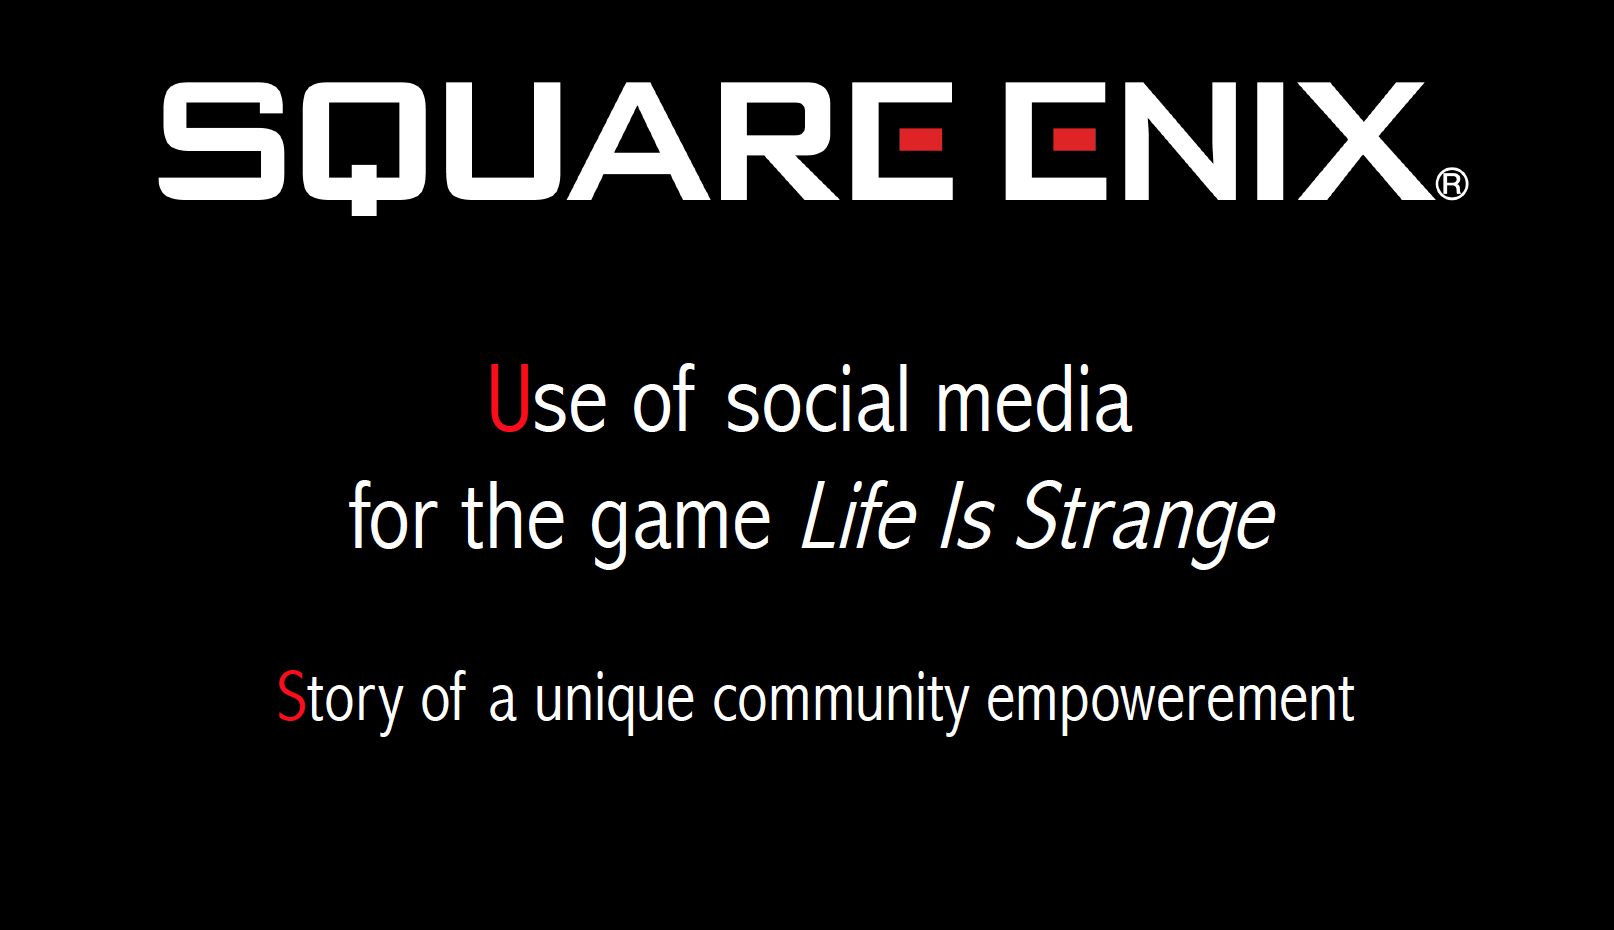 SQUARE ENIX®
Use of social media
for the game Life Is Strange
Story of a unique community empowerement